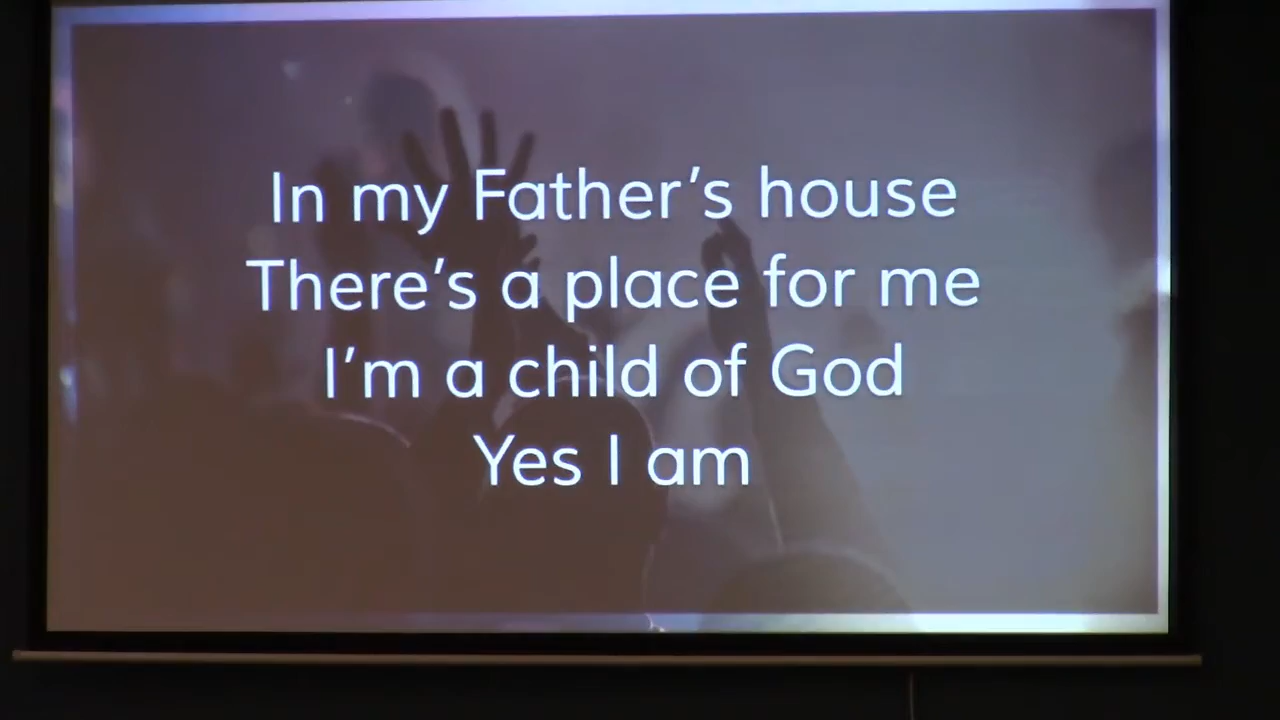 In my Father's house
There's a place for me
I'm a child of God
Yes I am